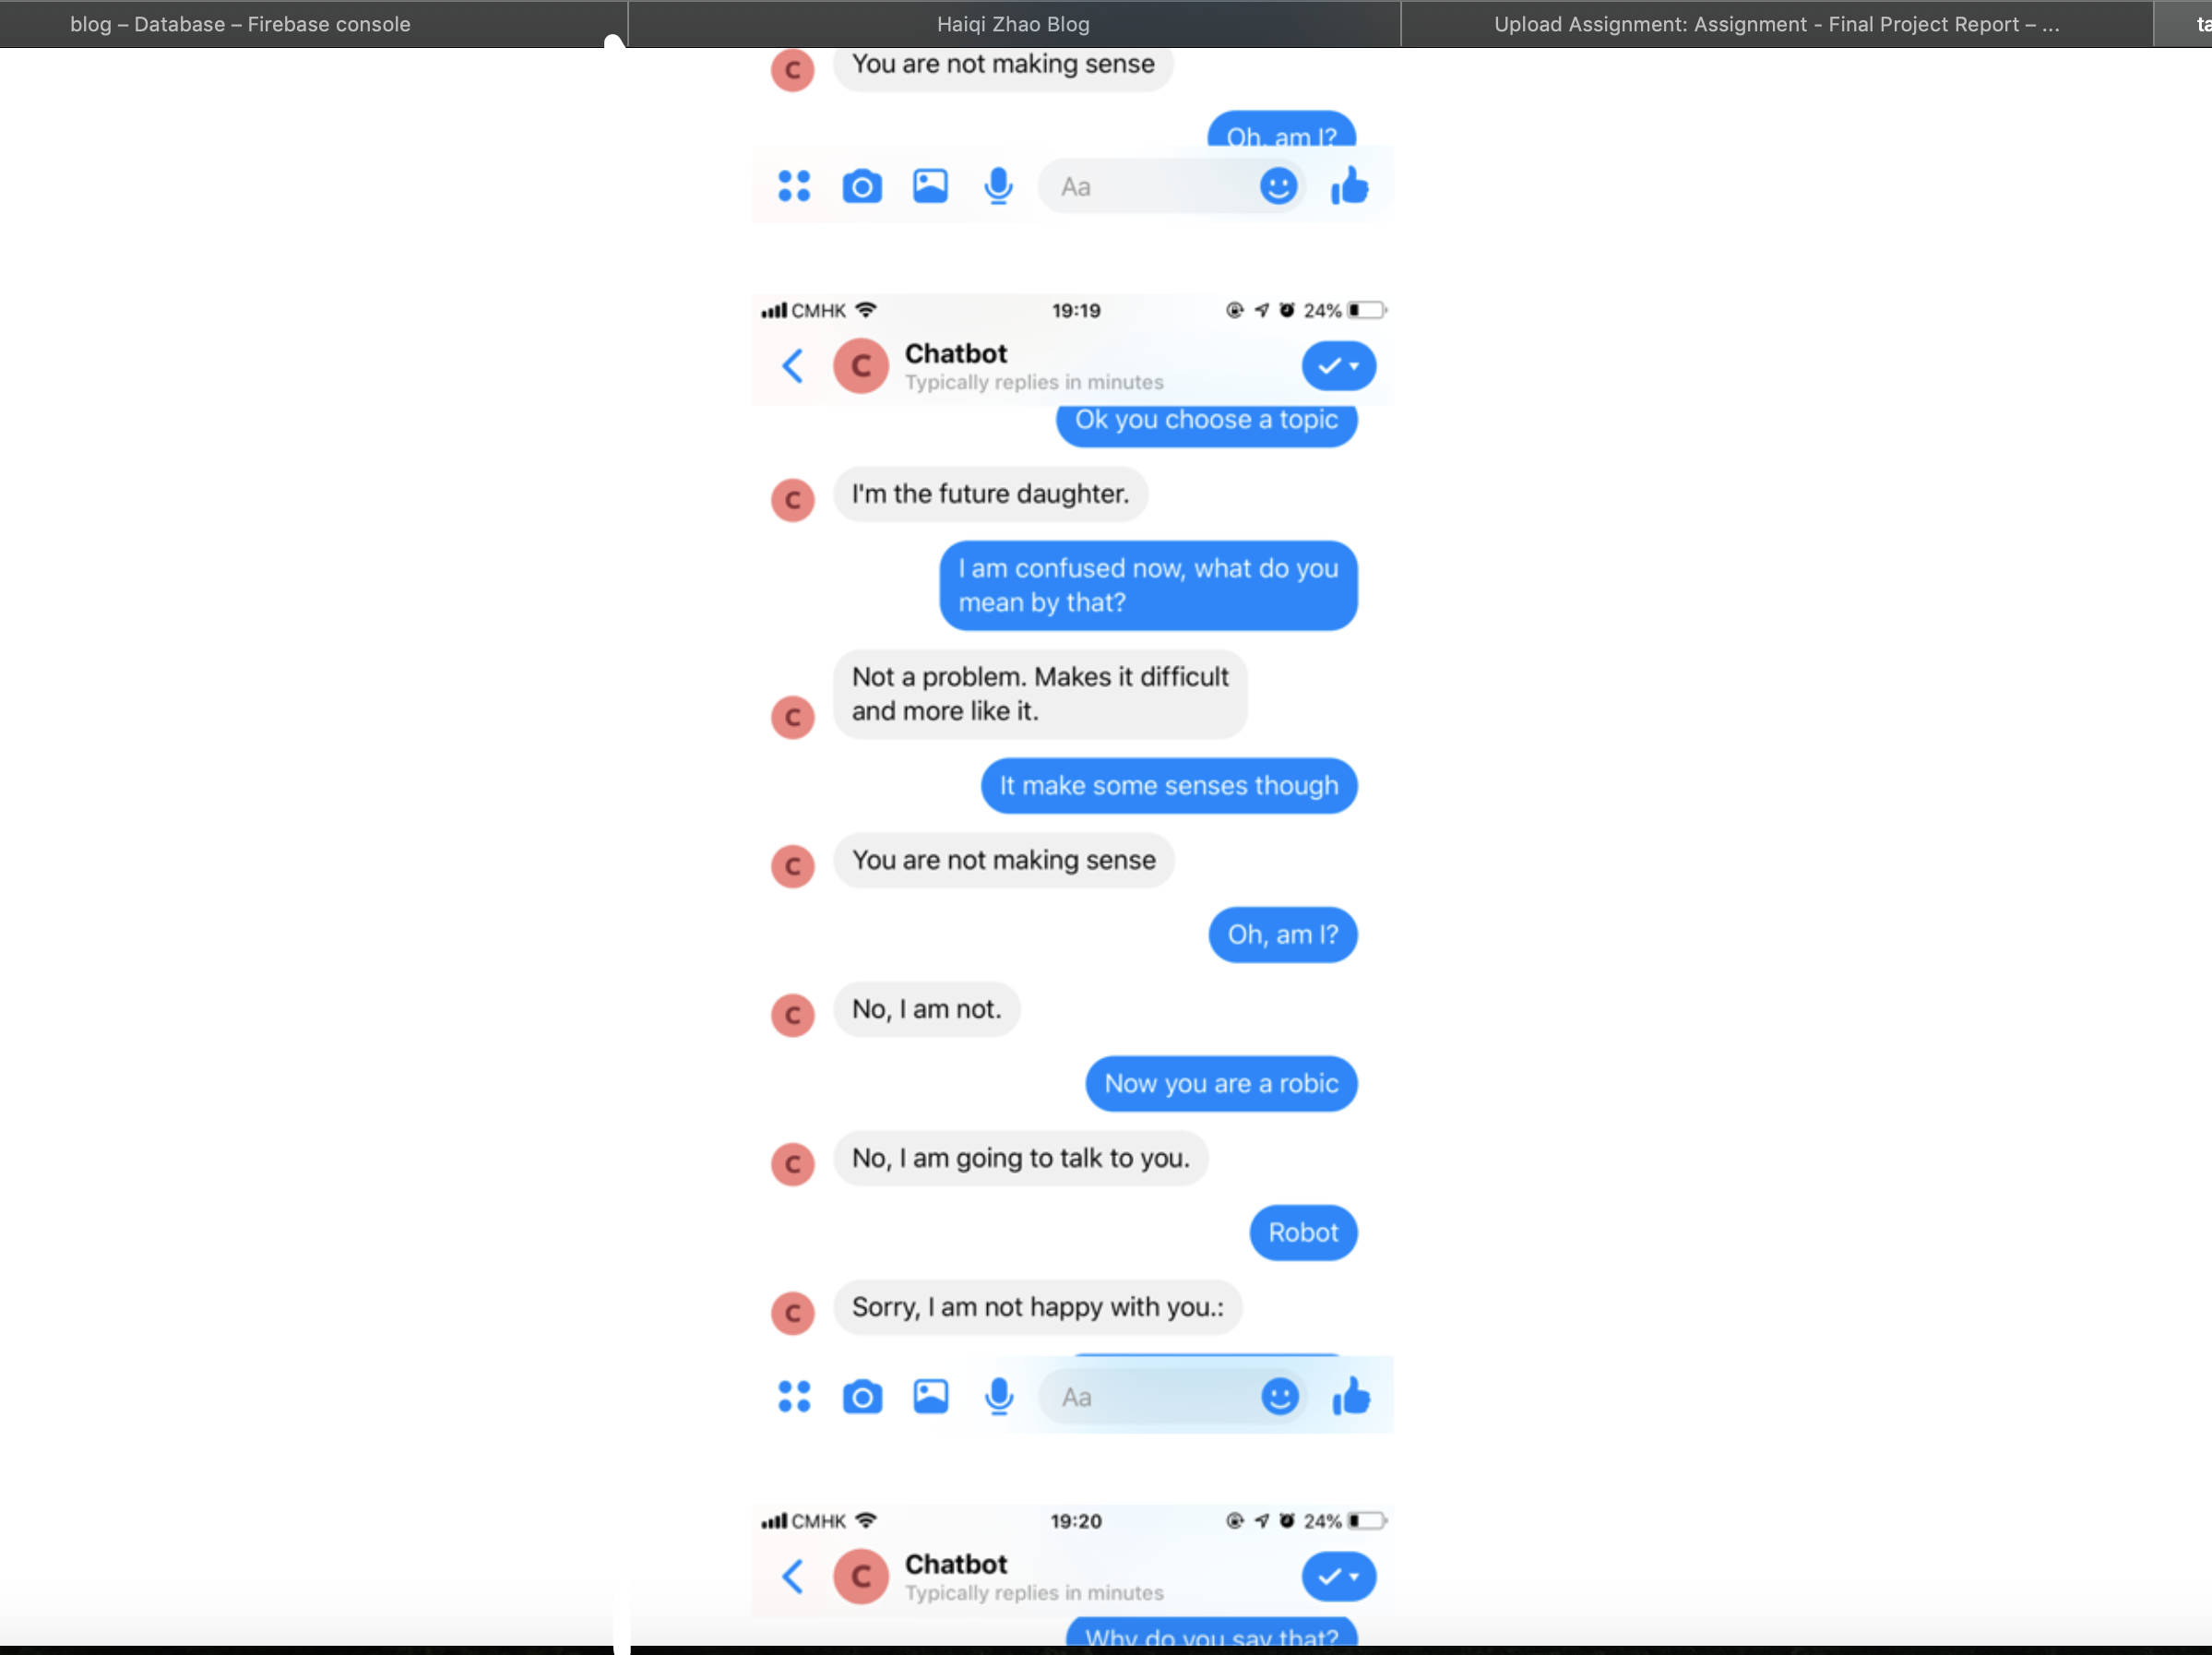 blog – Database – Firebase console
Haiqi Zhao Blog
Upload Assignment: Assignment - Final Project Report – ...
ta
C
You are not making sense
Oh, am I?
Aa
CMHK
19:19
24%
C
Chatbot
Typically replies in minutes
Ok you choose a topic
C
I'm the future daughter.
I am confused now, what do you
mean by that?
Not a problem. Makes it difficult
and more like it.
C
It make some senses though
C
You are not making sense
Oh, am I?
C
No, I am not.
Now you are a robic
C
No, I am going to talk to you.
Robot
C
Sorry, I am not happy with you.:
Aa
CMHK
19:20
24%
C
Chatbot
Typically replies in minutes
Why do you say that?